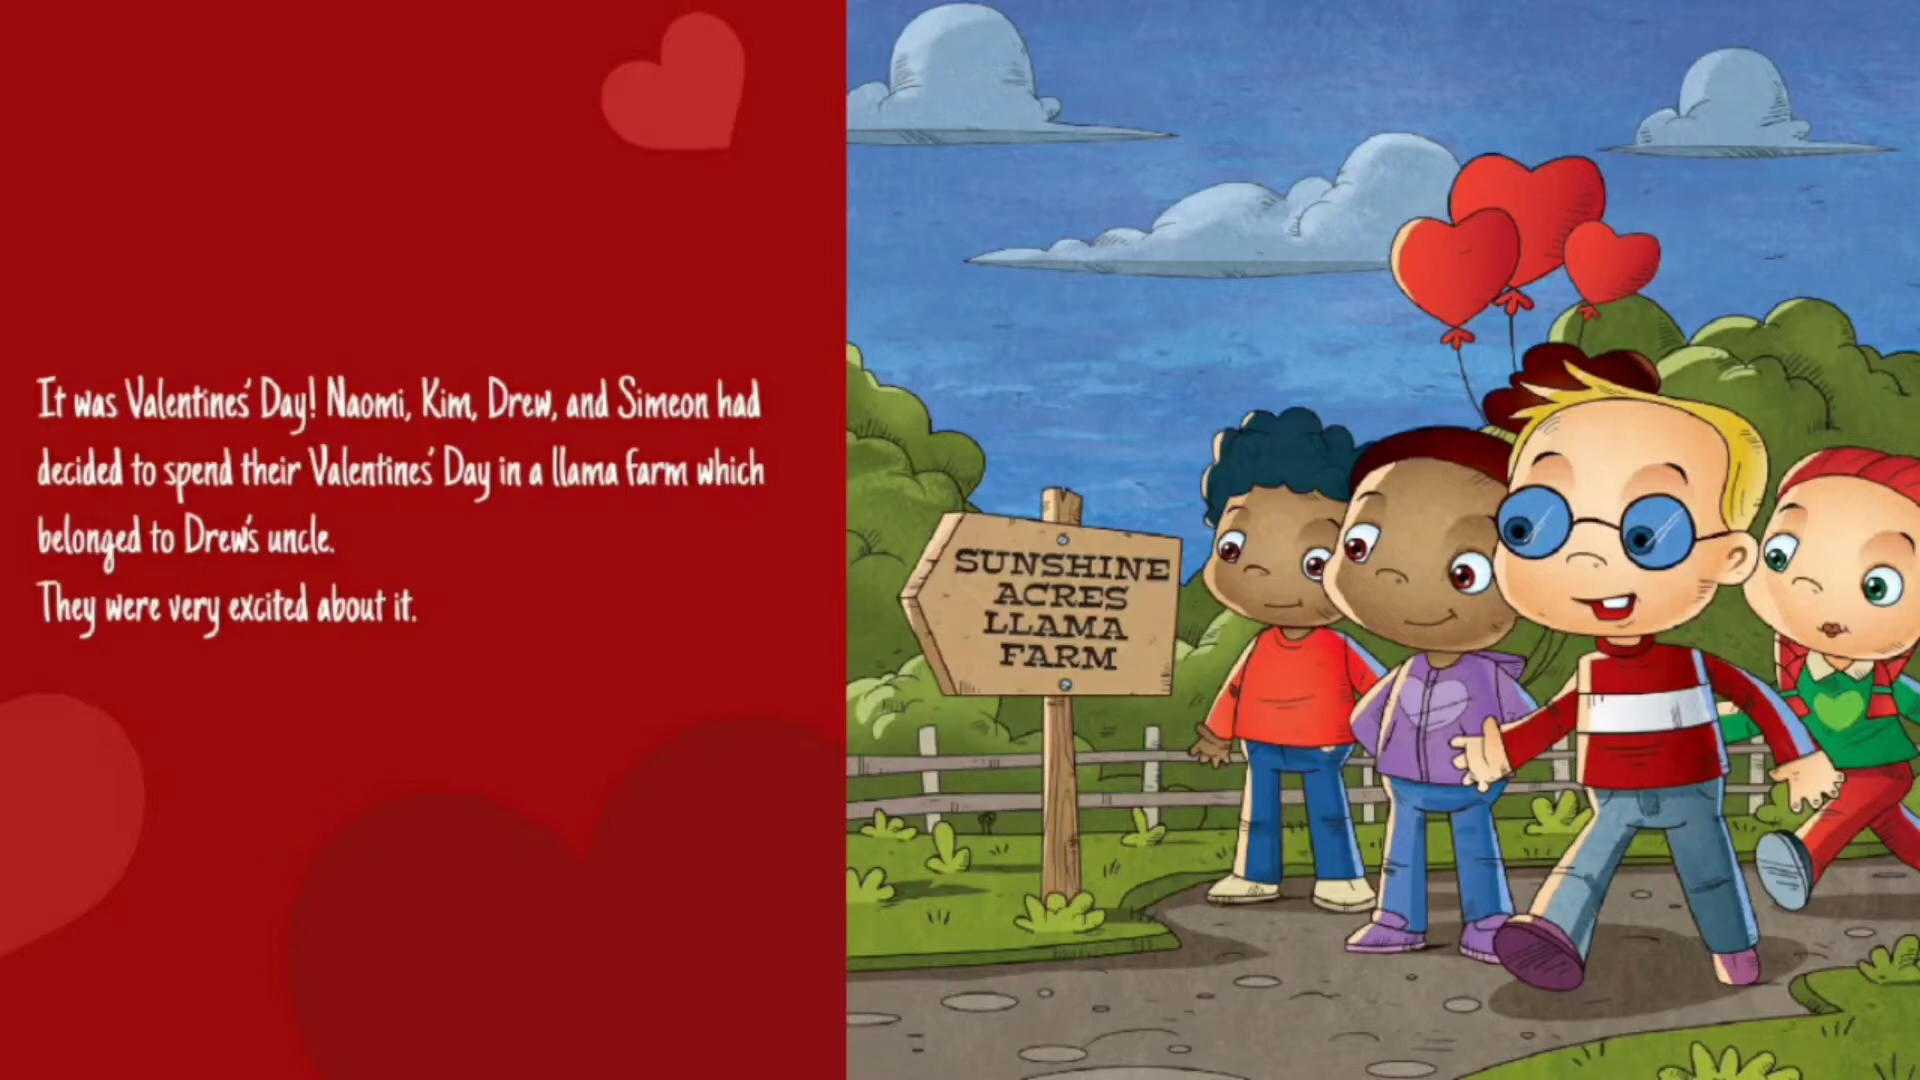 It was Valentines' Day! Naomi, Kim, Drew, and Simeon had
decided to spend their Valentines' Day in a llama farm which
belonged to Drew's uncle.
They were very excited about it.
SUNSHINE
ACRES
LLAMA
FARM